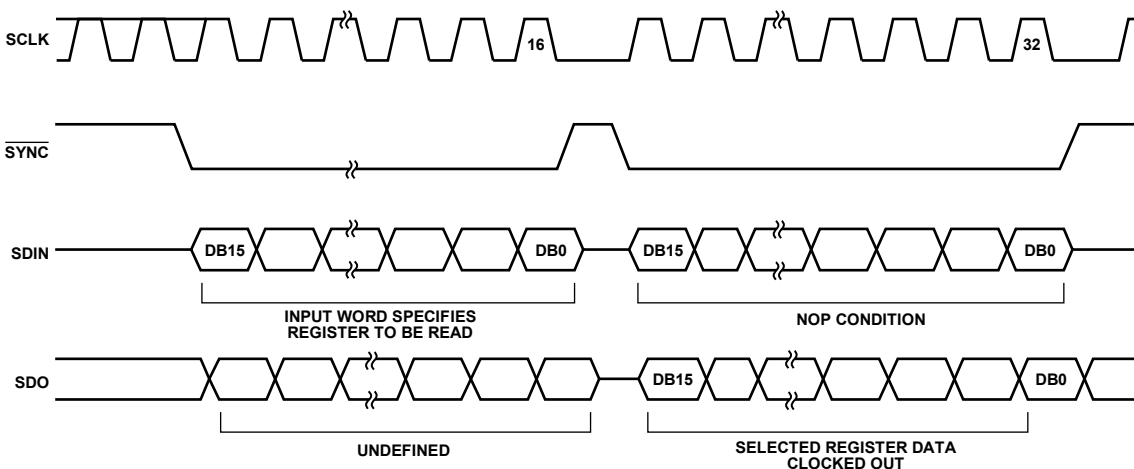 SCLK
16
32
SYNC
SDIN
DB15
DB0
DB15
DB0
INPUT WORD SPECIFIES
REGISTER TO BE READ
NOP CONDITION
SDO
DB15
DB0
UNDEFINED
SELECTED REGISTER DATA
CLOCKED OUT